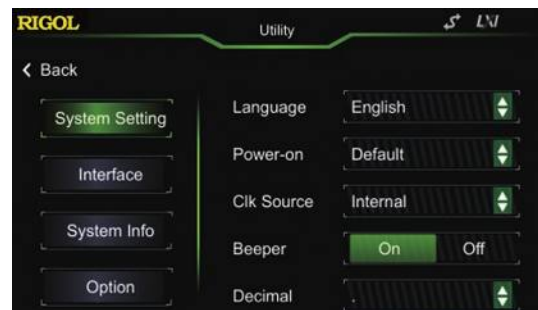 RIGOL
Utility
LXI
Back
System Setting
Interface
System Info
Option
Language English
Power-on Default
Clk Source Internal
Beeper On Off
Decimal .